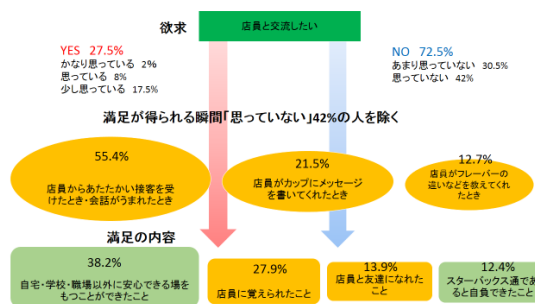 欲求
店員と交流したい
YES 27.5%
かなり思っている 2%
思っている 8%
少し思っている 17.5%
NO 72.5%
あまり思っていない 30.5%
思っていない 42%
満足が得られる瞬間「思っていない」42%の人を除く
55.4%
店員からあたたかい接客を受
けたとき・会話がうまれたとき
21.5%
店員がカップにメッセージ
を書いてくれたとき
12.7%
店員がフレーバーの
違いなどを教えてくれ
たとき
満足の内容
38.2%
自宅・学校・職場以外に安心できる場を
もつことができたこと
27.9%
店員に覚えられたこと
13.9%
店員と友達になれた
こと
12.4%
スターバックス通であ
ると自負できたこと